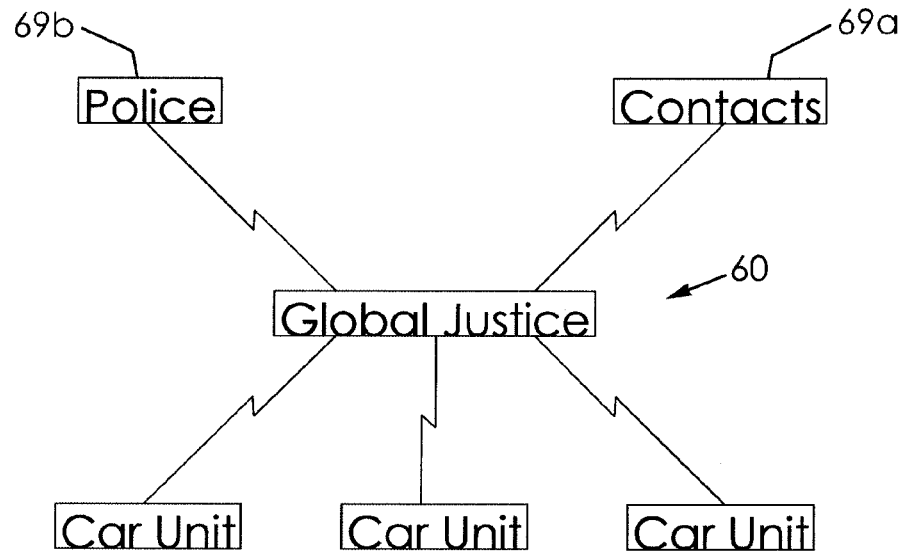 69b
69a
Police
Contacts
60
Global Justice
Car Unit
Car Unit
Car Unit